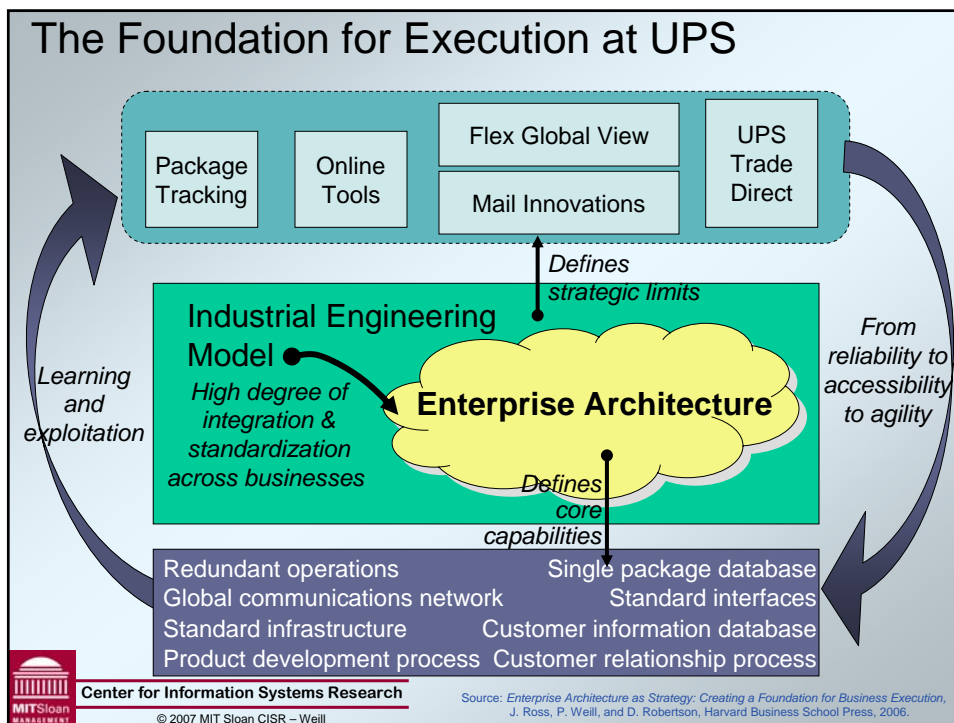 The Foundation for Execution at UPS
Package
Tracking
Online
Tools
Flex Global View
Mail Innovations
UPS
Trade
Direct
Defines
strategic limits
Industrial Engineering
Model
High degree of
integration &
standardization
across businesses
Enterprise Architecture
Learning
and
exploitation
From
reliability to
accessibility
to agility
Defines
core
capabilities
Redundant operations
Single package database
Global communications network
Standard interfaces
Standard infrastructure
Customer information database
Product development process
Customer relationship process
MITSloan
MANAGEMENT
Center for Information Systems Research
© 2007 MIT Sloan CISR – Weill
Source: Enterprise Architecture as Strategy: Creating a Foundation for Business Execution,
J. Ross, P. Weill, and D. Robertson, Harvard Business School Press, 2006.